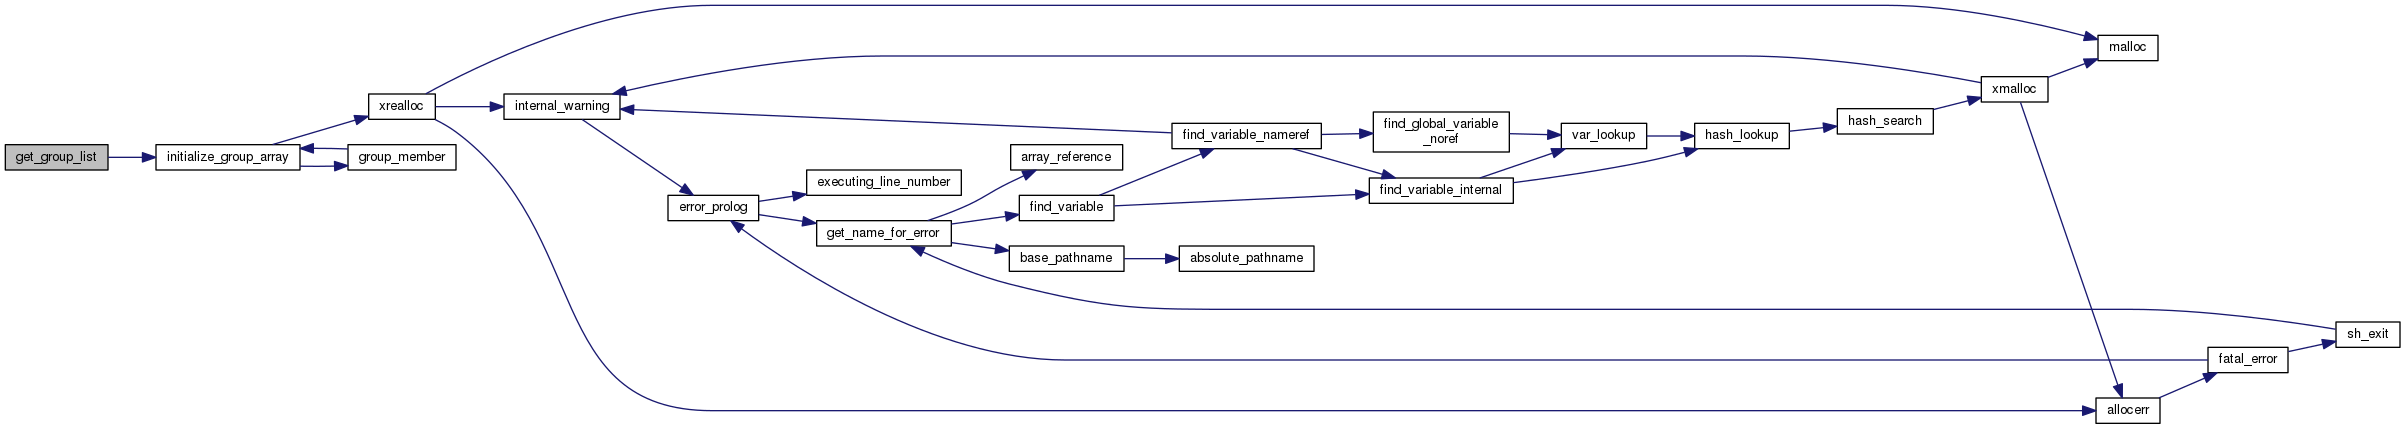 get_group_list
initialize_group_array
xrealloc
group_member
internal_warning
error_prolog
executing_line_number
get_name_for_error
array_reference
find_variable
base_pathname
absolute_pathname
find_variable_nameref
find_global_variable
_noref
find_variable_internal
var_lookup
hash_lookup
hash_search
xmalloc
malloc
allocerr
fatal_error
sh_exit